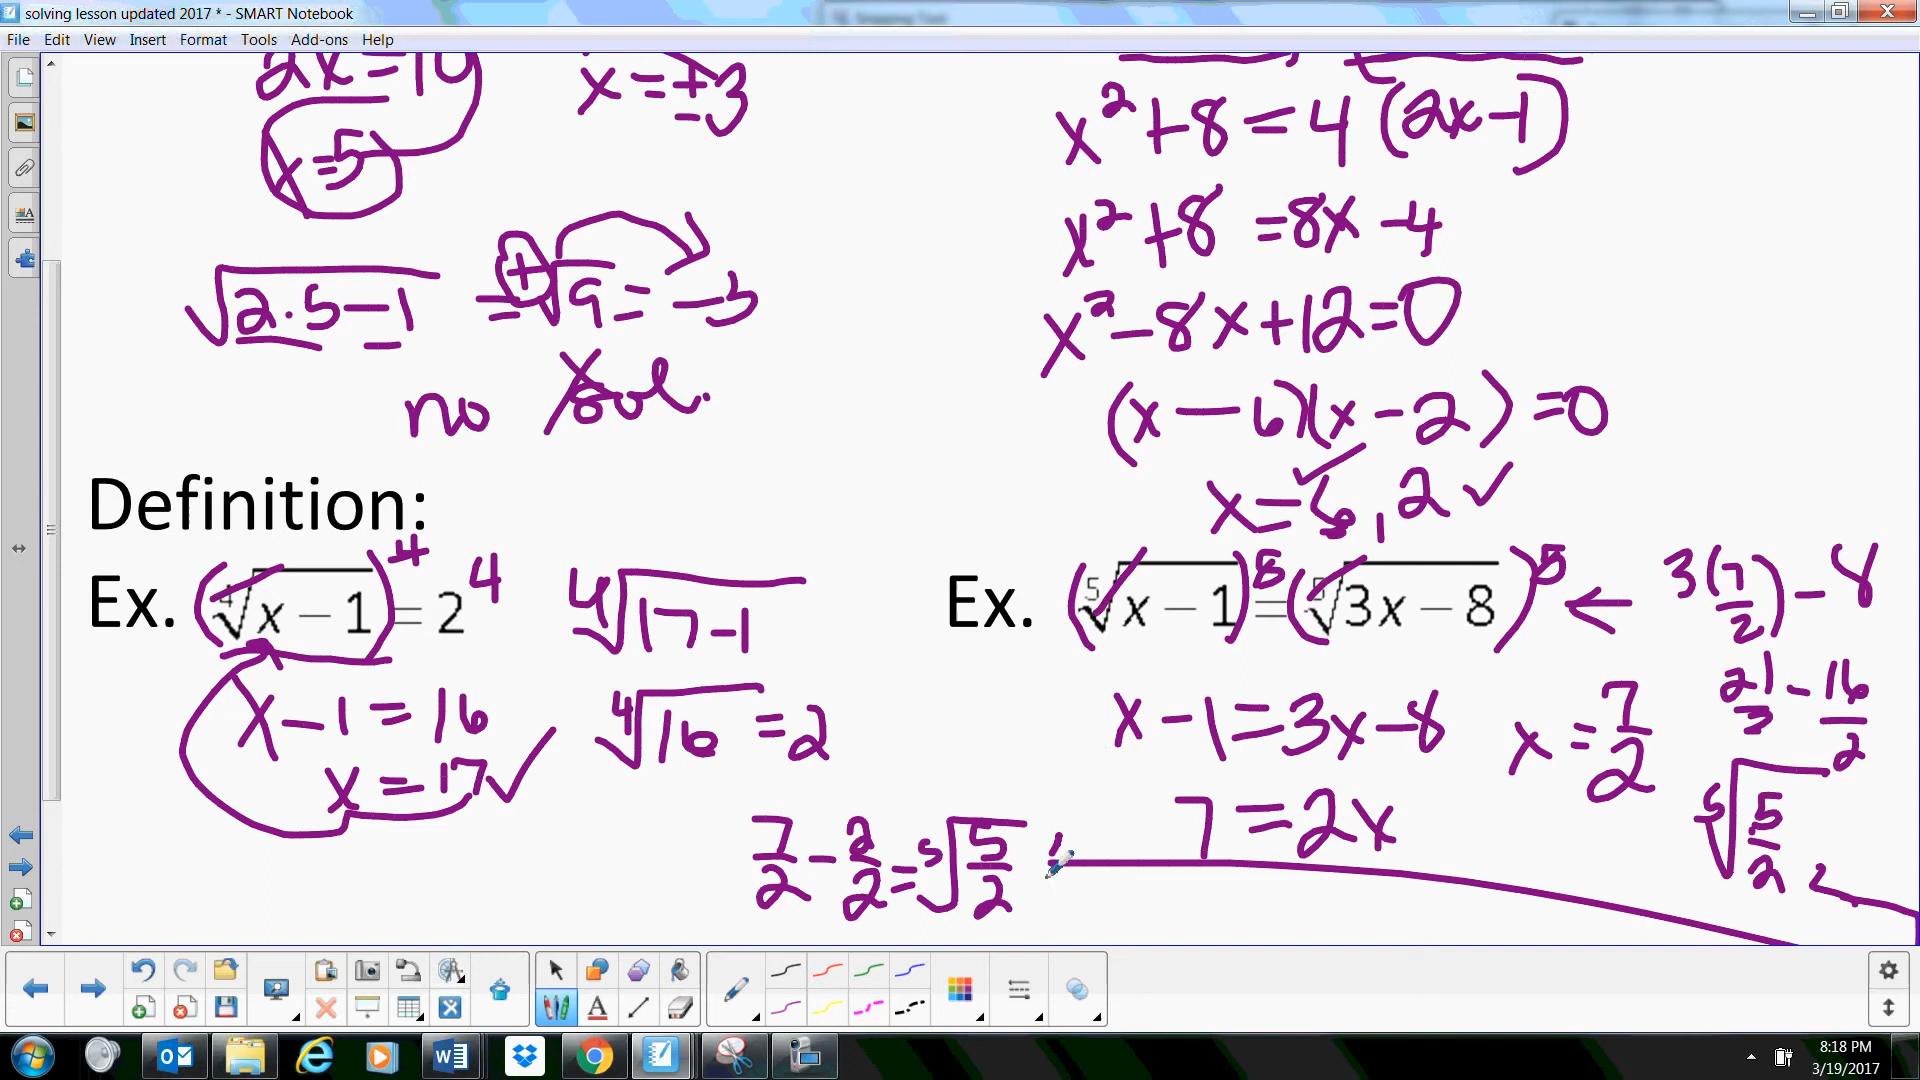 solving lesson updated 2017 * - SMART Notebook
File Edit View Insert Format Tools Add-ons Help
2x=10
x=5
x=±3
√2·5-1 = +√9 = -3
no sol.
x²+8=4(2x-1)
x²+8=8x-4
x²-8x+12=0
(x-6)(x-2)=0
x=6,2✓
Definition:
Ex. (⁴√x-1)⁴=2⁴
x-1=16
x=17✓
⁴√17-1
⁴√16=2
Ex. (⁵√x-1)⁵=(⁵√3x-8)⁵
x-1=3x-8
7=2x
x=7/2
3(7/2)-8
21/2-16/2
⁵√5/2
7/2-2/2=⁵√5/2
8:18 PM
3/19/2017